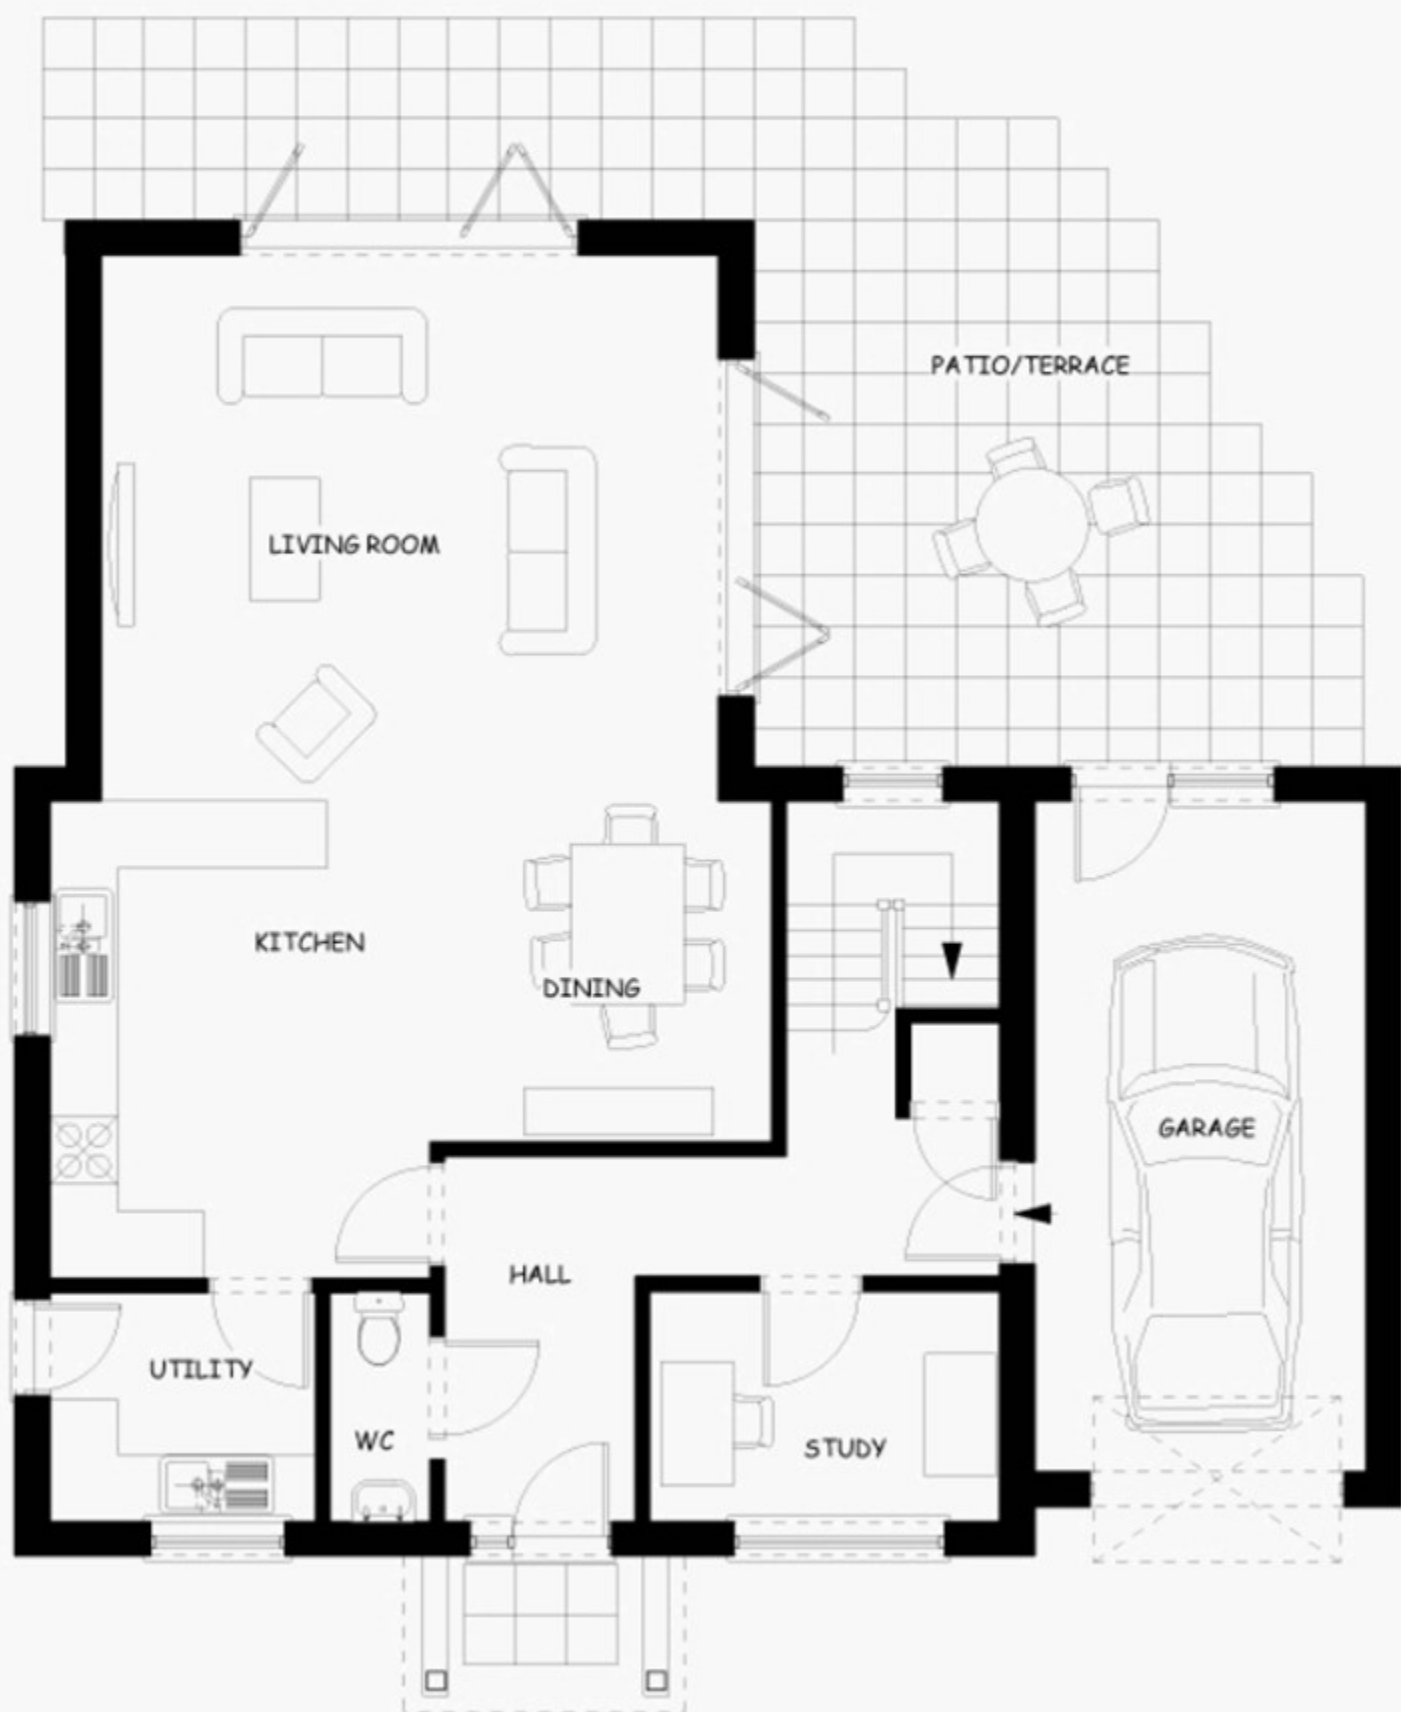 PATIO/TERRACE
LIVING ROOM
KITCHEN
DINING
GARAGE
HALL
UTILITY
WC
STUDY